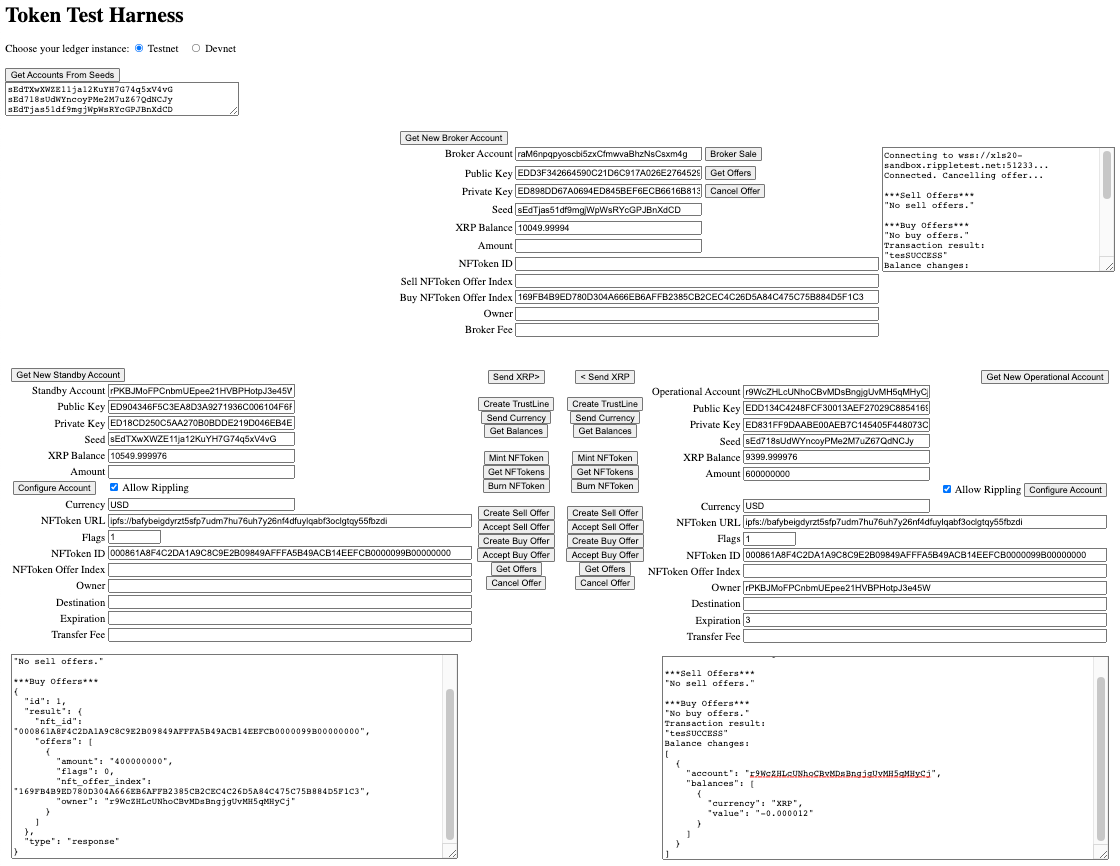 Token Test Harness
Choose your ledger instance: Testnet Devnet
Get Accounts From Seeds
sEdTXwXWZE11ja12KuYH7G74q5xV4vG
sEd718sUdWYncoyPMe2M7uZ67QdNCJy
sEdTjas51df9mgjWpWsRYcGPJBnXdCD
Get New Broker Account
Broker Account raM6npqpyoscbi5zxCfmwvaBhzNsCsxm4g Broker Sale
Public Key EDD3F342664590C21D6C917A026E2764529 Get Offers
Private Key ED898DD67A0694ED845BEF6ECB6616B813 Cancel Offer
Seed sEdTjas51df9mgjWpWsRYcGPJBnXdCD
XRP Balance 10049.99994
Amount
NFToken ID
Sell NFToken Offer Index
Buy NFToken Offer Index 169FB4B9ED780D304A666EB6AFFB2385CB2CEC4C26D5A84C475C75B884D5F1C3
Owner
Broker Fee
Connecting to wss://xls20-
sandbox.rippletest.net:51233...
Connected. Cancelling offer...
***Sell Offers***
"No sell offers."
***Buy Offers***
"No buy offers."
Transaction result:
"tesSUCCESS"
Balance changes:
Get New Standby Account
Standby Account rPKBJMoFPCnbmUEpee21HVBPHotpJ3e45W
Public Key ED904346F5C3EA8D3A9271936C006104F6F
Private Key ED18CD250C5AA270B0BDDE219D046EB4E
Seed sEdTXwXWZE11ja12KuYH7G74q5xV4vG
XRP Balance 10549.999976
Amount
Configure Account Allow Rippling
Currency USD
NFToken URL ipfs://bafybeigdyrzt5sfp7udm7hu76uh7y26nf4dfuylqabf3oclgtqy55fbzdi
Flags 1
NFToken ID 000861A8F4C2DA1A9C8C9E2B09849AFFFA5B49ACB14EEFCB0000099B00000000
NFToken Offer Index
Owner
Destination
Expiration
Transfer Fee
Send XRP> < Send XRP
Create TrustLine Create TrustLine
Send Currency Send Currency
Get Balances Get Balances
Mint NFToken Mint NFToken
Get NFTokens Get NFTokens
Burn NFToken Burn NFToken
Create Sell Offer Create Sell Offer
Accept Sell Offer Accept Sell Offer
Create Buy Offer Create Buy Offer
Accept Buy Offer Accept Buy Offer
Get Offers Get Offers
Cancel Offer Cancel Offer
Get New Operational Account
Operational Account r9WcZHLcUNhoCBvMDsBngjgUvMH5qMHyCj
Public Key EDD134C4248FCF30013AEF27029C8854169
Private Key ED831FF9DAABE00AEB7C145405F448073C
Seed sEd718sUdWYncoyPMe2M7uZ67QdNCJy
XRP Balance 9399.999976
Amount 600000000
Allow Rippling Configure Account
Currency USD
NFToken URL ipfs://bafybeigdyrzt5sfp7udm7hu76uh7y26nf4dfuylqabf3oclgtqy55fbzdi
Flags 1
NFToken ID 000861A8F4C2DA1A9C8C9E2B09849AFFFA5B49ACB14EEFCB0000099B00000000
NFToken Offer Index
Owner rPKBJMoFPCnbmUEpee21HVBPHotpJ3e45W
Destination
Expiration 3
Transfer Fee
"No sell offers."
***Buy Offers***
{
"id": 1,
"result": {
"nft_id":
"000861A8F4C2DA1A9C8C9E2B09849AFFFA5B49ACB14EEFCB0000099B00000000",
"offers": [
{
"amount": "400000000",
"flags": 0,
"nft_offer_index":
"169FB4B9ED780D304A666EB6AFFB2385CB2CEC4C26D5A84C475C75B884D5F1C3",
"owner": "r9WcZHLcUNhoCBvMDsBngjgUvMH5qMHyCj"
}
]
},
"type": "response"
}
***Sell Offers***
"No sell offers."
***Buy Offers***
"No buy offers."
Transaction result:
"tesSUCCESS"
Balance changes:
[
{
"account": "r9WcZHLcUNhoCBvMDsBngjgUvMH5qMHyCj",
"balances": [
{
"currency": "XRP",
"value": "-0.000012"
}
]
}
]